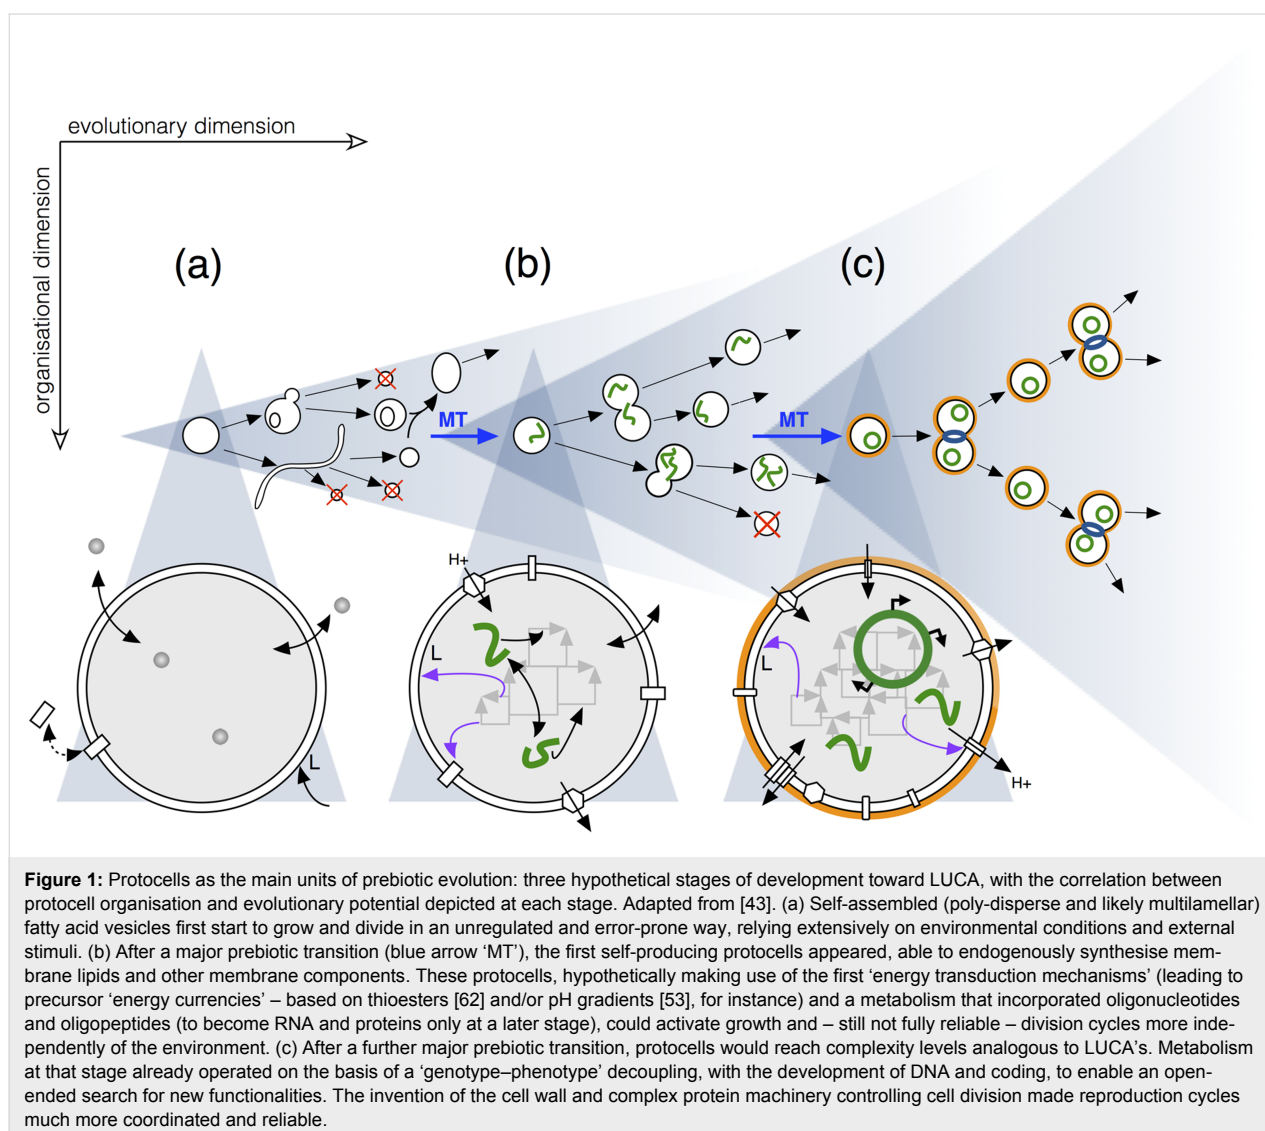 evolutionary dimension
organisational dimension
(a)
(b)
(c)
MT
MT
H+
L
L
L
H+
Figure 1: Protocells as the main units of prebiotic evolution: three hypothetical stages of development toward LUCA, with the correlation between
protocell organisation and evolutionary potential depicted at each stage. Adapted from [43]. (a) Self-assembled (poly-disperse and likely multilamellar)
fatty acid vesicles first start to grow and divide in an unregulated and error-prone way, relying extensively on environmental conditions and external
stimuli. (b) After a major prebiotic transition (blue arrow ‘MT’), the first self-producing protocells appeared, able to endogenously synthesise mem-
brane lipids and other membrane components. These protocells, hypothetically making use of the first ‘energy transduction mechanisms’ (leading to
precursor ‘energy currencies’ – based on thioesters [62] and/or pH gradients [53], for instance) and a metabolism that incorporated oligonucleotides
and oligopeptides (to become RNA and proteins only at a later stage), could activate growth and – still not fully reliable – division cycles more inde-
pendently of the environment. (c) After a further major prebiotic transition, protocells would reach complexity levels analogous to LUCA’s. Metabolism
at that stage already operated on the basis of a ‘genotype–phenotype’ decoupling, with the development of DNA and coding, to enable an open-
ended search for new functionalities. The invention of the cell wall and complex protein machinery controlling cell division made reproduction cycles
much more coordinated and reliable.